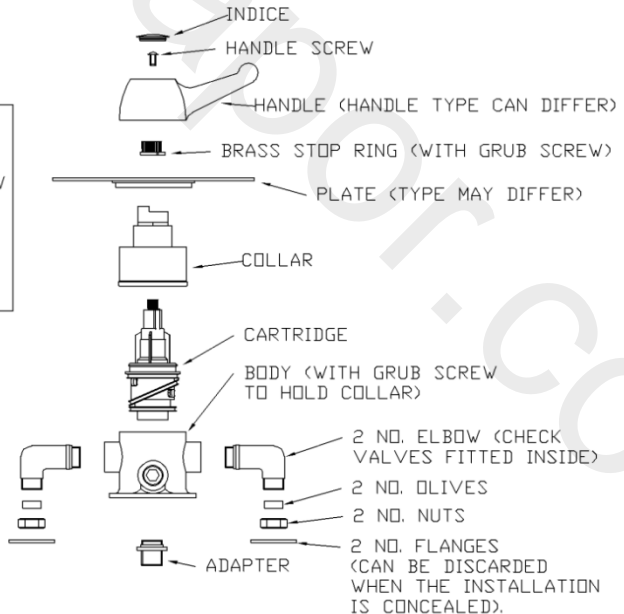 INDICE
HANDLE SCREW
HANDLE (HANDLE TYPE CAN DIFFER)
BRASS STOP RING (WITH GRUB SCREW)
PLATE (TYPE MAY DIFFER)
COLLAR
CARTRIDGE
BODY (WITH GRUB SCREW
TO HOLD COLLAR)
2 NO. ELBOW (CHECK
VALVES FITTED INSIDE)
2 NO. OLIVES
2 NO. NUTS
2 NO. FLANGES
(CAN BE DISCARDED
WHEN THE INSTALLATION
IS CONCEALED).
ADAPTER